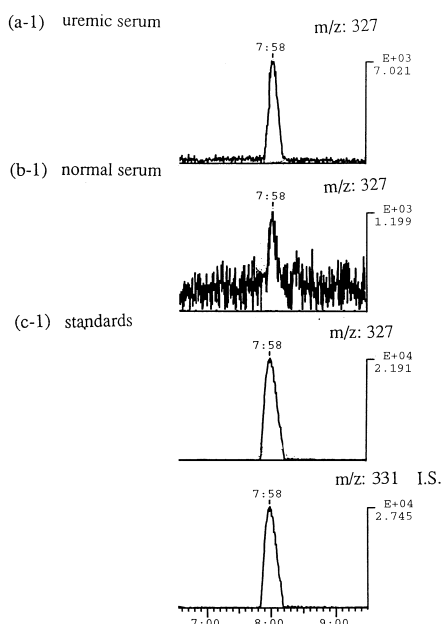 (a-1) uremic serum m/z: 327
7:58
E+03
7.021
(b-1) normal serum m/z: 327
7:58
E+03
1.199
(c-1) standards m/z: 327
7:58
E+04
2.191
m/z: 331 I.S.
7:58
E+04
2.745
7:00 8:00 9:00